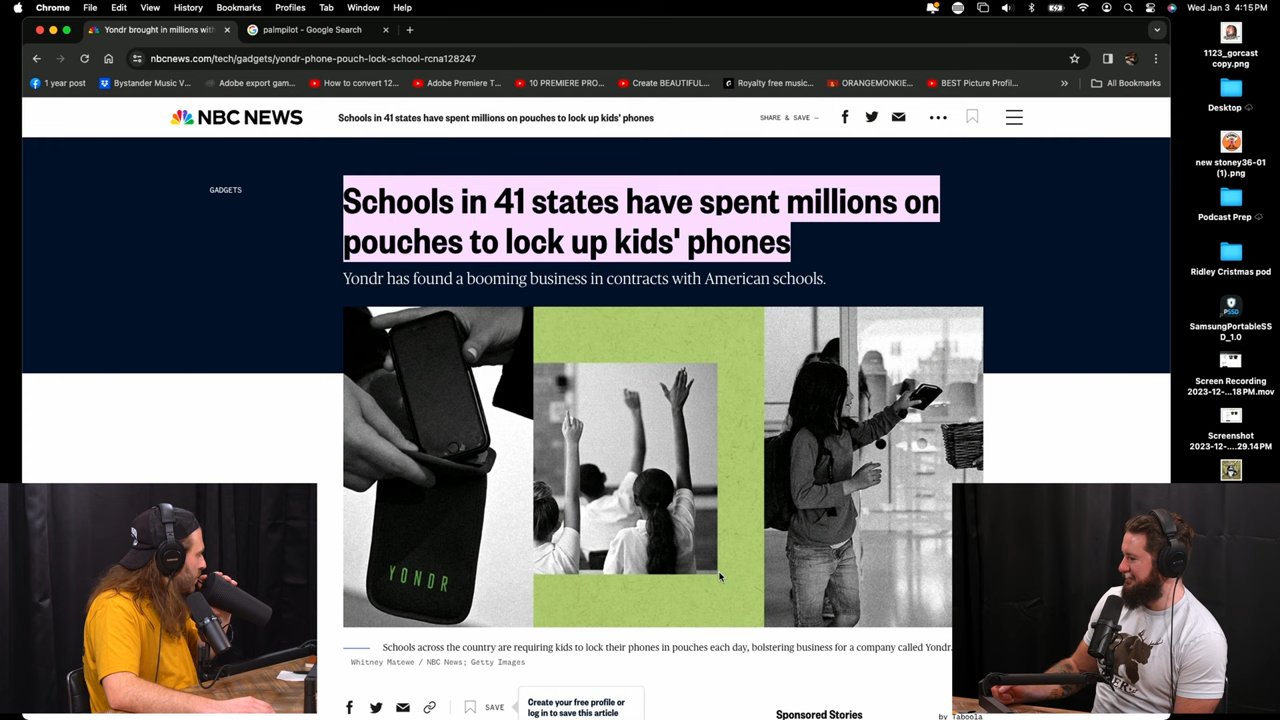 Chrome File Edit View History Bookmarks Profiles Tab Window Help Wed Jan 3 4:15 PM
Yondr brought in millions with palmpilot - Google Search
nbcnews.com/tech/gadgets/yondr-phone-pouch-lock-school-rcna128247
1 year post Bystander Music V... Adobe export gam... How to convert 12... Adobe Premiere T... 10 PREMIERE PRO... Create BEAUTIFUL... Royalty free music... ORANGEMONKIE... BEST Picture Profil... » All Bookmarks
NBC NEWS Schools in 41 states have spent millions on pouches to lock up kids' phones SHARE & SAVE —
GADGETS
Schools in 41 states have spent millions on
pouches to lock up kids' phones
Yondr has found a booming business in contracts with American schools.
YONDR
Schools across the country are requiring kids to lock their phones in pouches each day, bolstering business for a company called Yondr.
Whitney Matewe / NBC News; Getty Images
SAVE
Create your free profile or
log in to save this article
Sponsored Stories
by Taboola
1123_gorcast
copy.png
Desktop
new stoney36-01
(1).png
Podcast Prep
Ridley Cristmas pod
PSSD
SamsungPortableSS
D_1.0
Screen Recording
2023-12-...18 PM.mov
Screenshot
2023-12-...29.14 PM